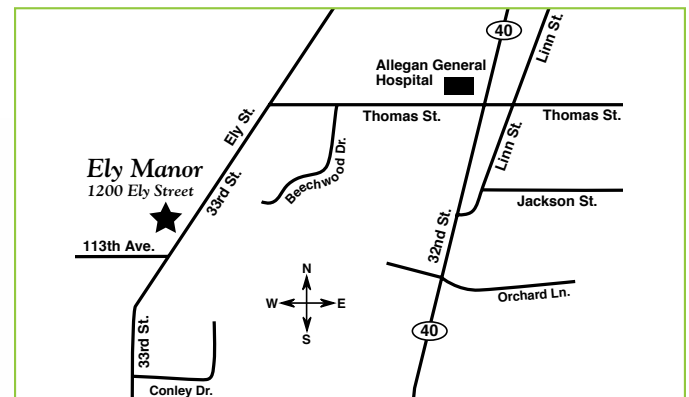 40
Linn St.
Allegan General
Hospital
Thomas St.
Thomas St.
Ely St.
Beechwood Dr.
Linn St.
Ely Manor
1200 Ely Street
33rd St.
Jackson St.
32nd St.
113th Ave.
N
W
E
S
Orchard Ln.
33rd St.
40
Conley Dr.